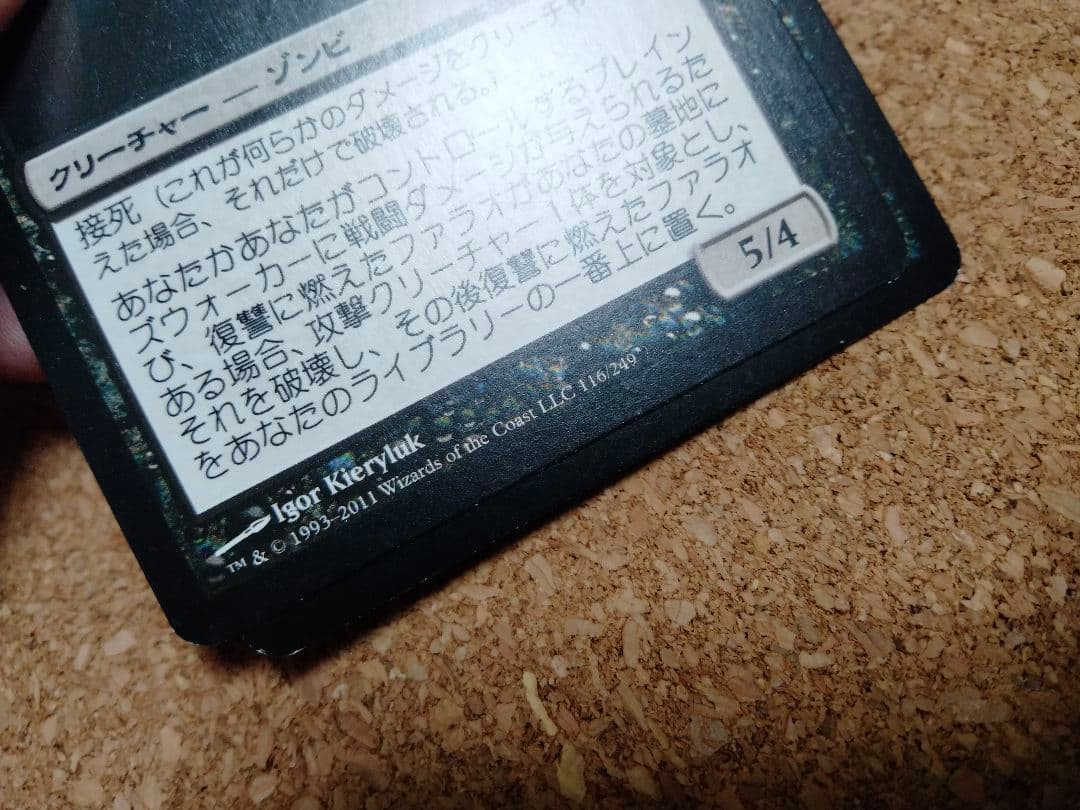 クリーチャー — ゾンビ
接死（これが何らかのダメージをクリーチャー
えた場合、それだけで破壊される。）
あなたかあなたがコントロールするプレイン
ズウォーカーに戦闘ダメージが与えられるた
び、復讐に燃えたファラオがあなたの墓地に
ある場合、攻撃クリーチャー１体を対象とし、
それを破壊し、その後復讐に燃えたファラオ
をあなたのライブラリーの一番上に置く。
5/4
Igor Kieryluk
™ & © 1993–2011 Wizards of the Coast LLC 116/249